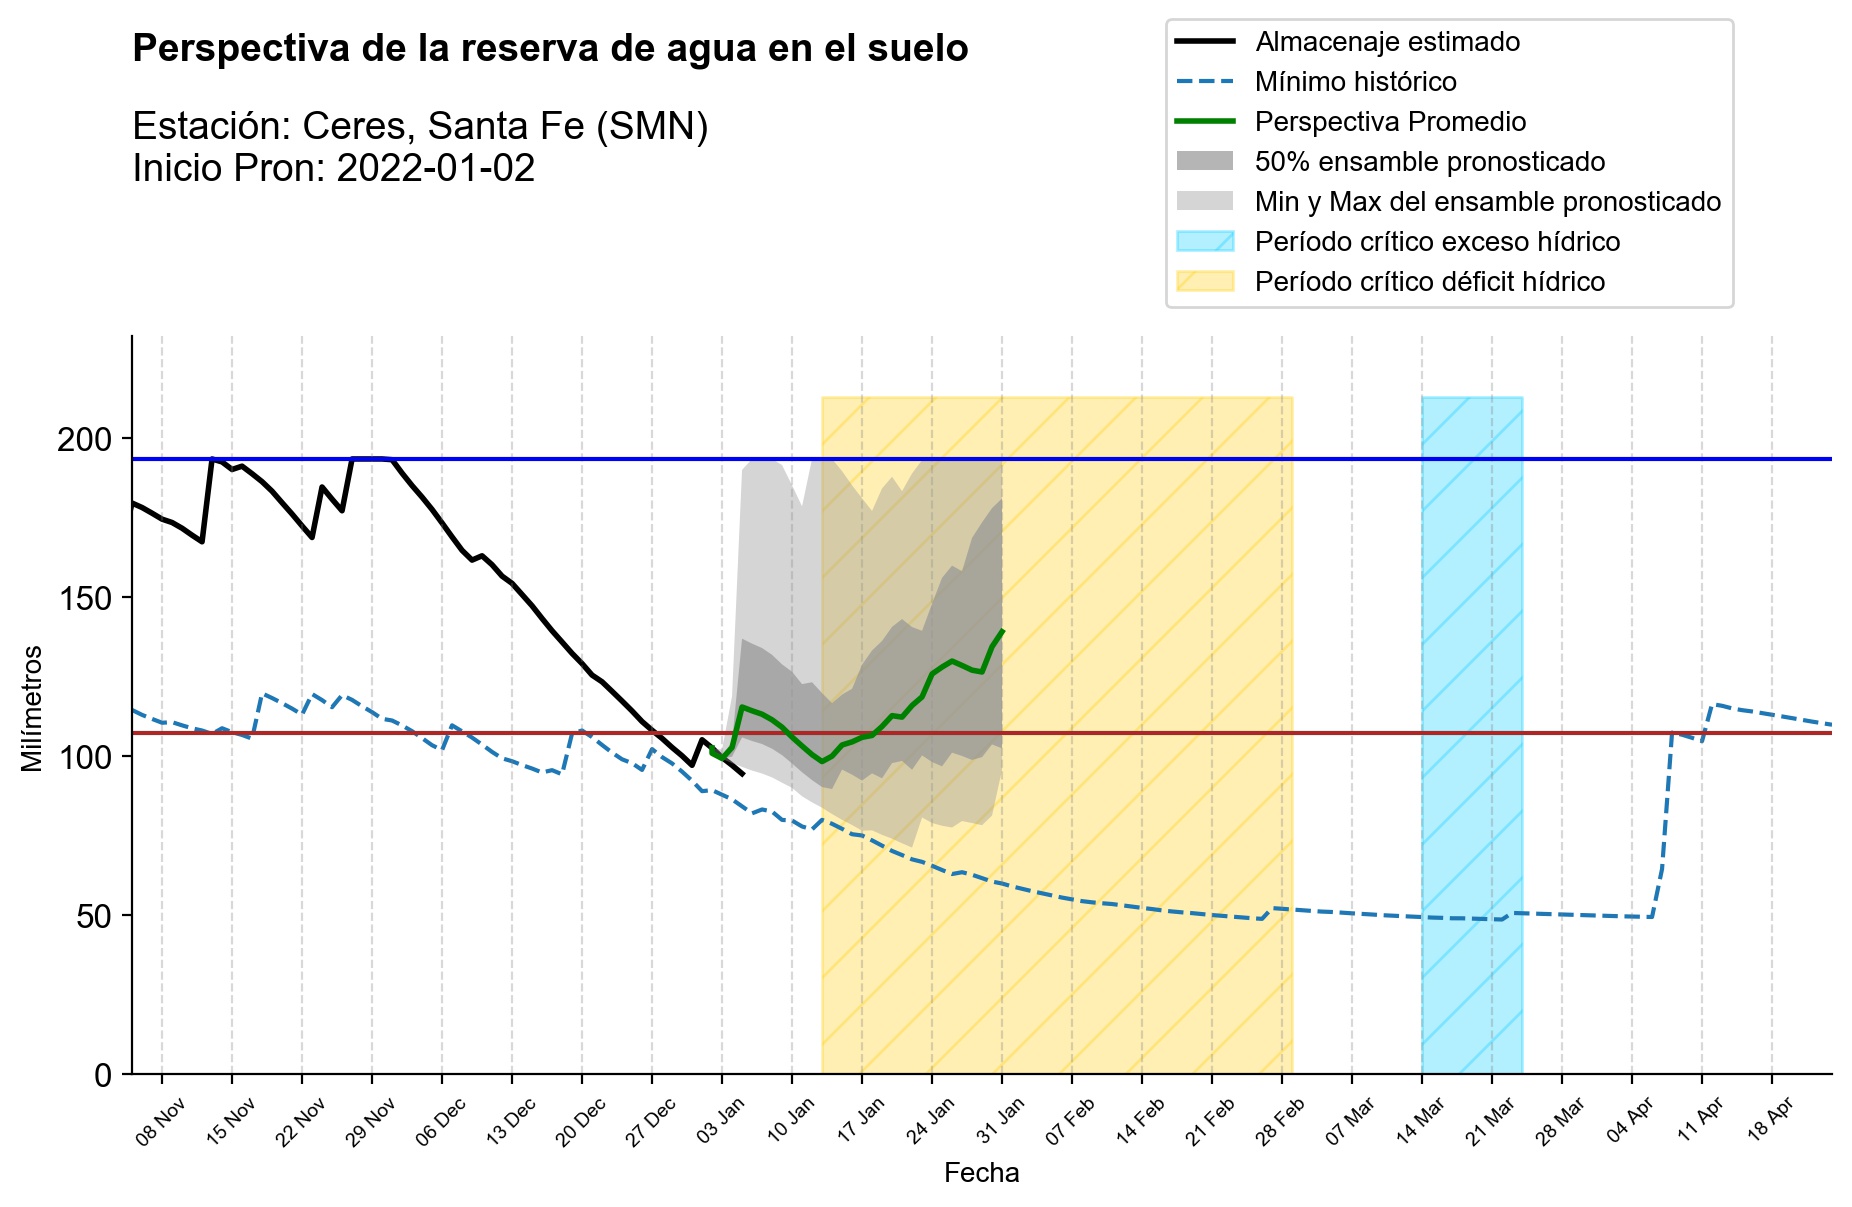 Perspectiva de la reserva de agua en el suelo
Estación: Ceres, Santa Fe (SMN)
Inicio Pron: 2022-01-02
Almacenaje estimado
Mínimo histórico
Perspectiva Promedio
50% ensamble pronosticado
Min y Max del ensamble pronosticado
Período crítico exceso hídrico
Período crítico déficit hídrico
Milímetros
200
150
100
50
0
08 Nov
15 Nov
22 Nov
29 Nov
06 Dec
13 Dec
20 Dec
27 Dec
03 Jan
10 Jan
17 Jan
24 Jan
31 Jan
07 Feb
14 Feb
21 Feb
28 Feb
07 Mar
14 Mar
21 Mar
28 Mar
04 Apr
11 Apr
18 Apr
Fecha